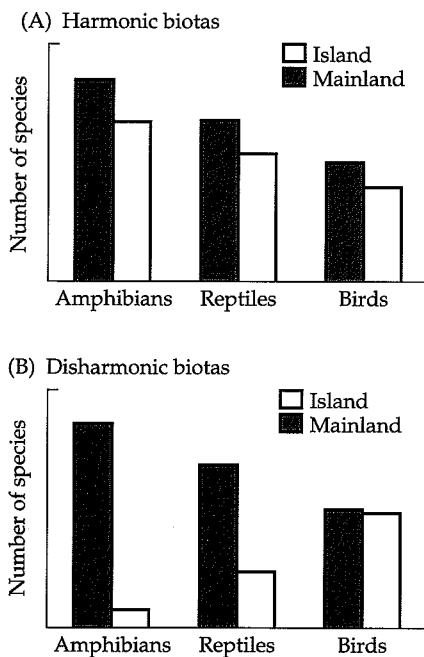 (A) Harmonic biotas
Island
Mainland
Number of species
Amphibians Reptiles Birds
(B) Disharmonic biotas
Island
Mainland
Number of species
Amphibians Reptiles Birds